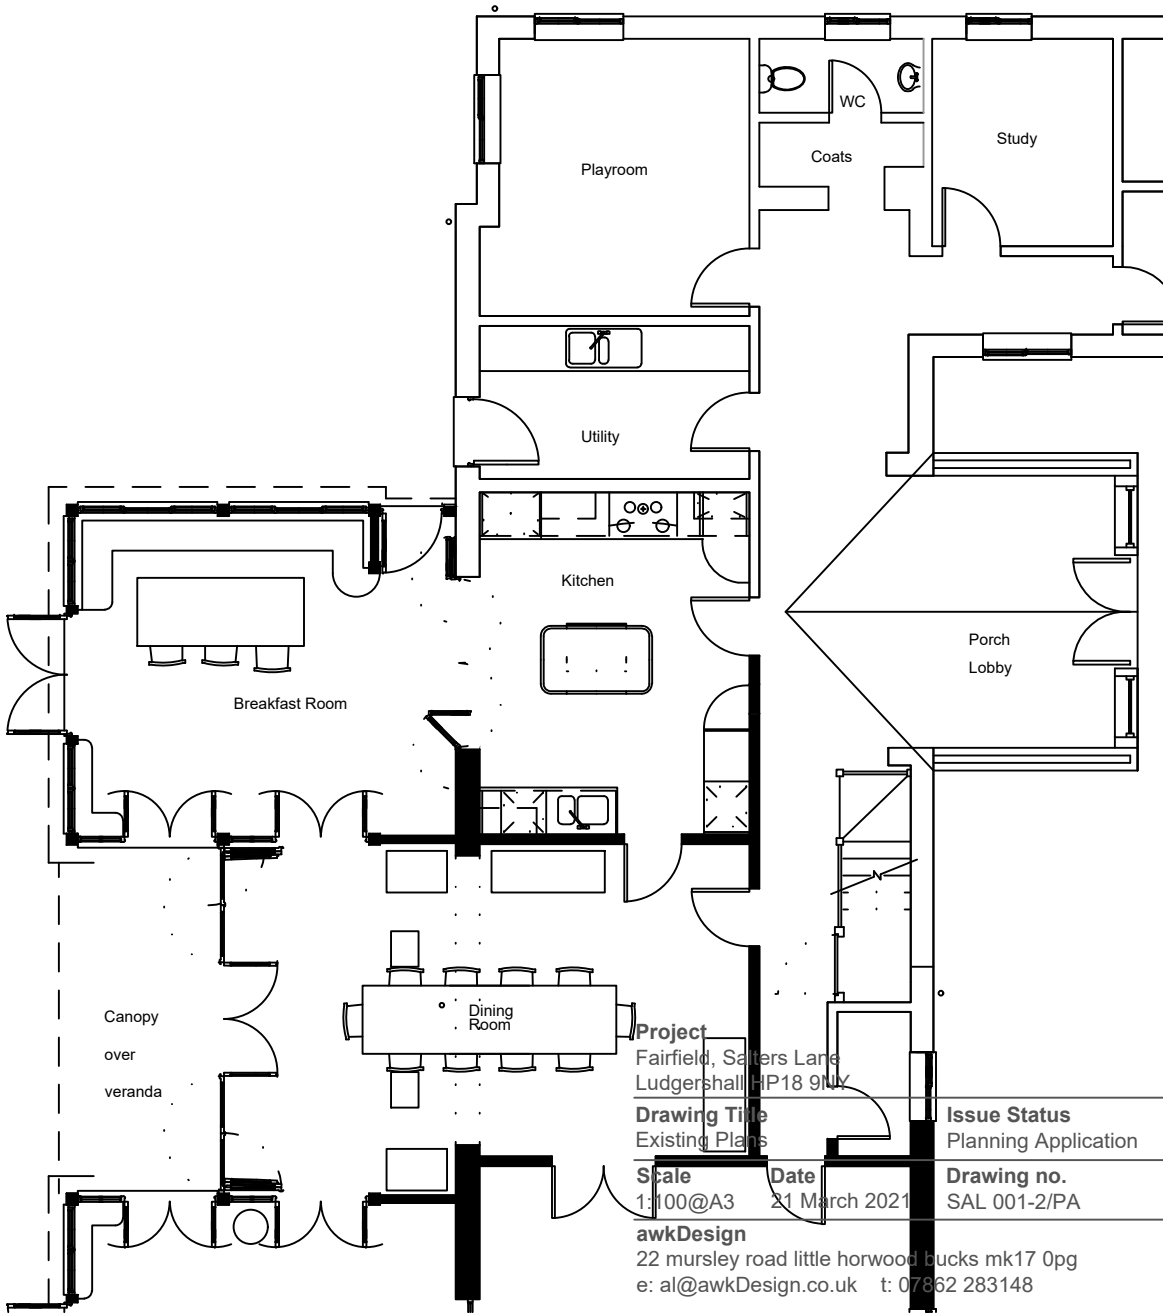 WC
Coats
Study
Playroom
Utility
Kitchen
Porch
Lobby
Breakfast Room
Dining
Room
Canopy
over
veranda
Project
Fairfield, Salters Lane
Ludgershall HP18 9NY
Drawing Title
Existing Plans
Issue Status
Planning Application
Scale
1:100@A3
Date
21 March 2021
Drawing no.
SAL 001-2/PA
awkDesign
22 mursley road little horwood bucks mk17 0pg
e: al@awkDesign.co.uk t: 07862 283148